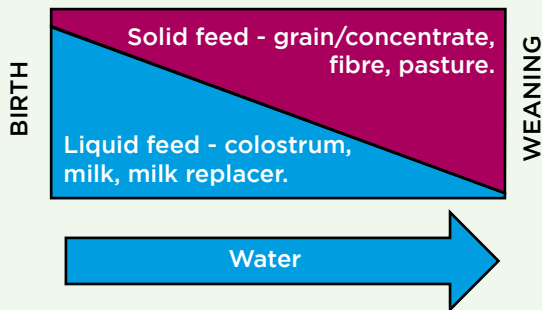 BIRTH
Solid feed - grain/concentrate,
fibre, pasture.
Liquid feed - colostrum,
milk, milk replacer.
WEANING
Water